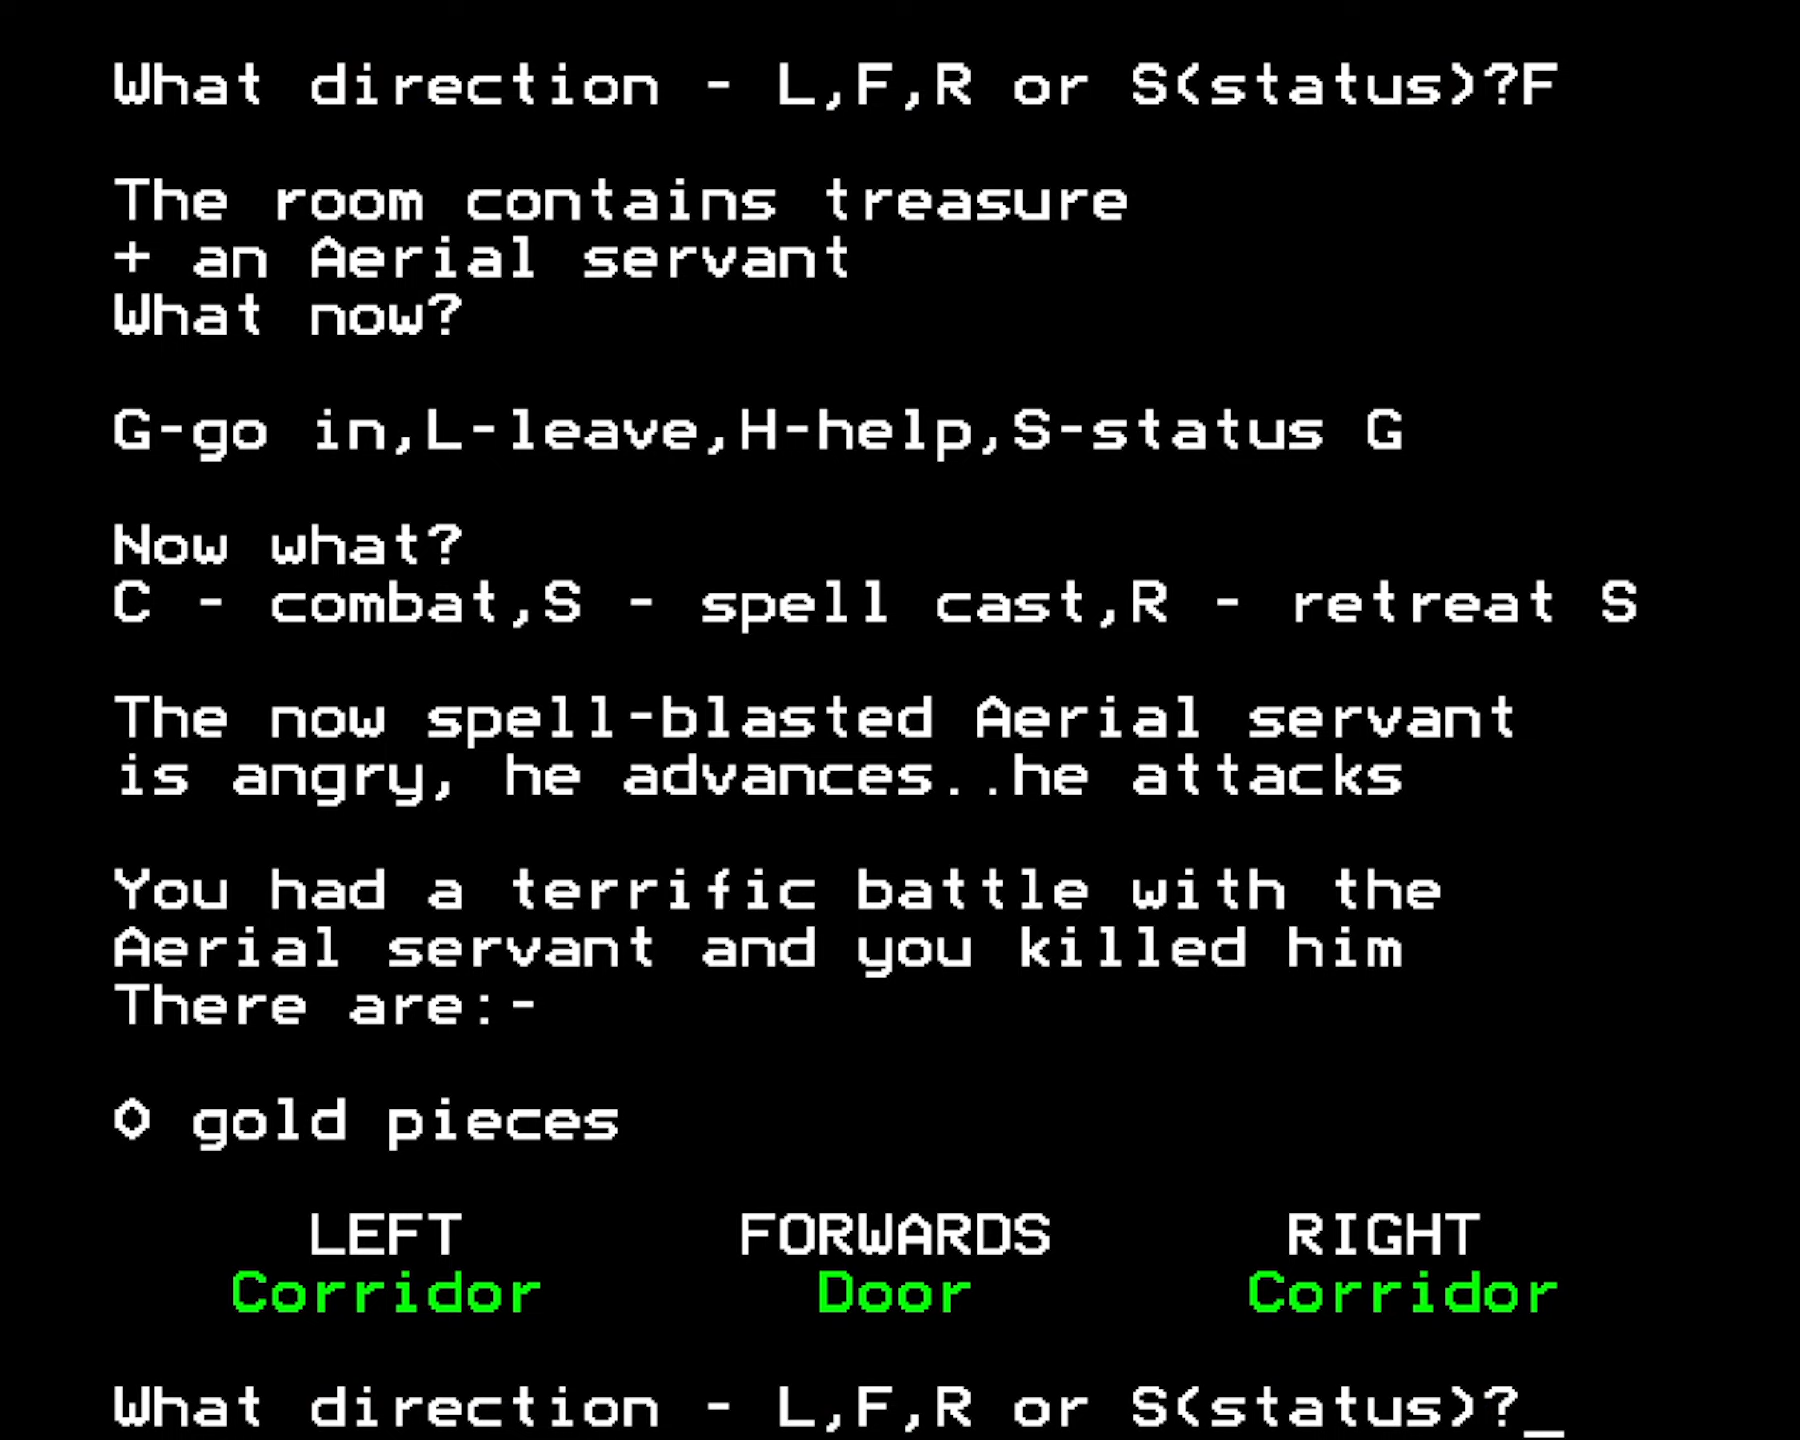 What direction - L,F,R or S(status)?F
The room contains treasure
+ an Aerial servant
What now?
G-go in,L-leave,H-help,S-status G
Now what?
C - combat,S - spell cast,R - retreat S
The now spell-blasted Aerial servant
is angry, he advances..he attacks
You had a terrific battle with the
Aerial servant and you killed him
There are:-
0 gold pieces
LEFT FORWARDS RIGHT
Corridor Door Corridor
What direction - L,F,R or S(status)?_